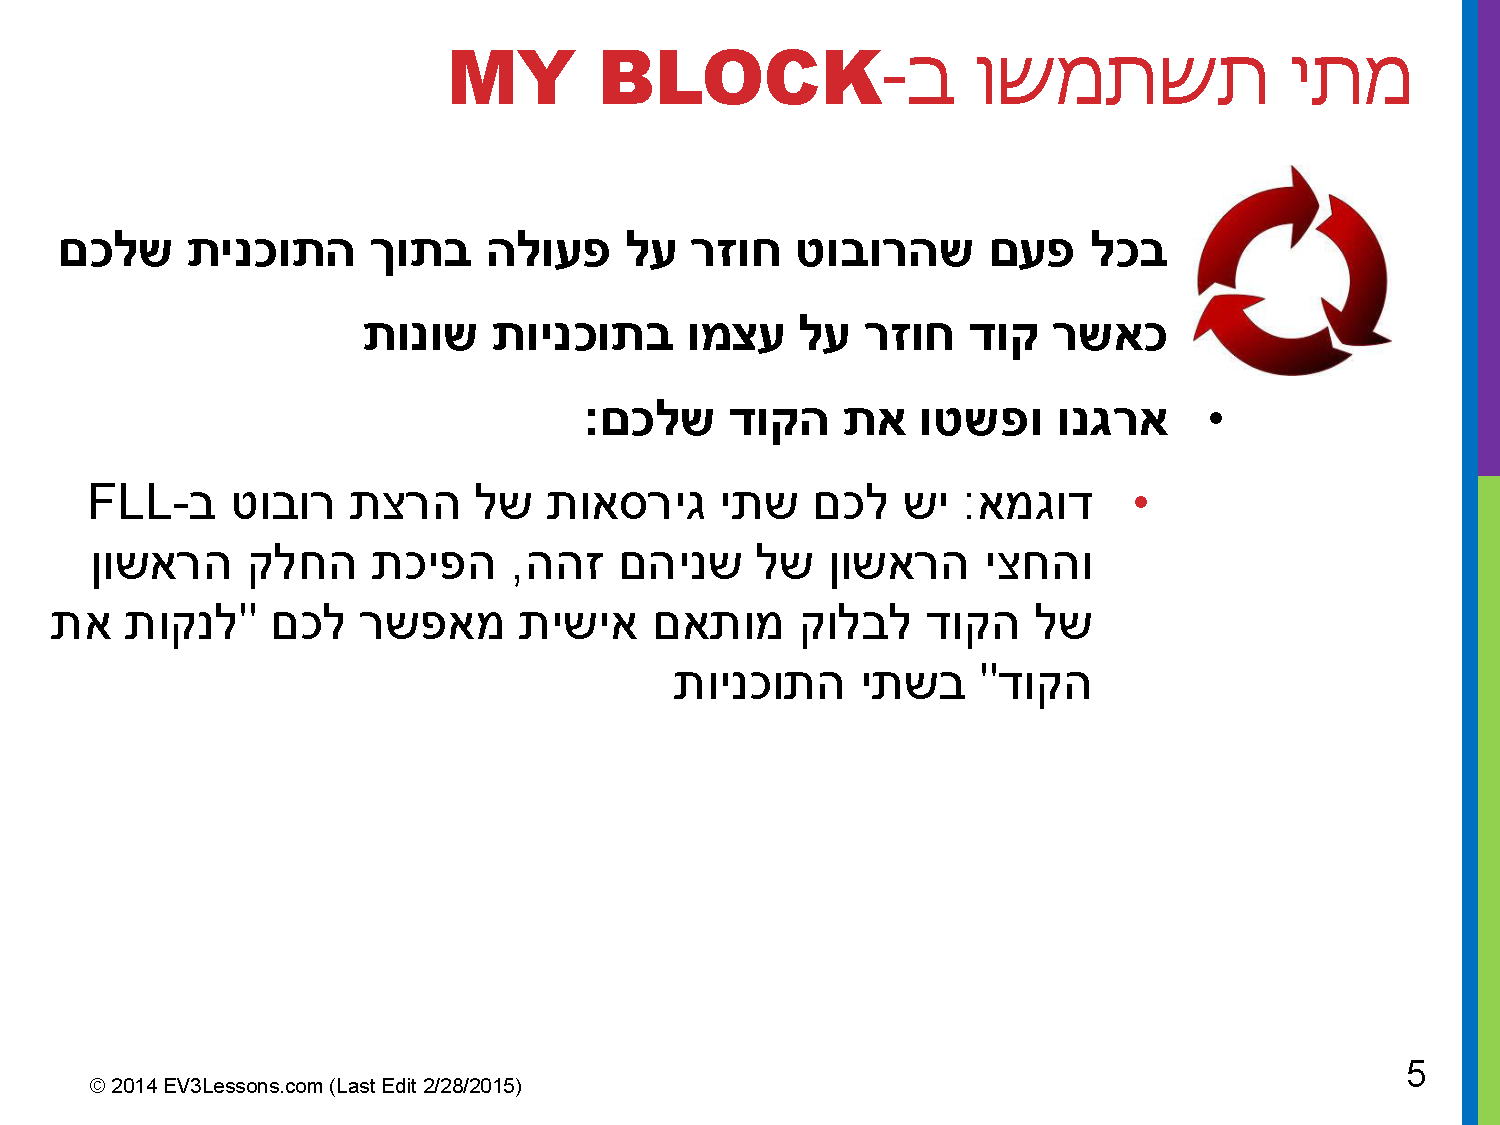 מתי תשתמשו ב-MY BLOCK
בכל פעם שהרובוט חוזר על פעולה בתוך התוכנית שלכם
כאשר קוד חוזר על עצמו בתוכניות שונות
• ארגנו ופשטו את הקוד שלכם:
• דוגמא: יש לכם שתי גירסאות של הרצת רובוט ב-FLL
והחצי הראשון של שניהם זהה, הפיכת החלק הראשון
של הקוד לבלוק מותאם אישית מאפשר לכם "לנקות את
הקוד" בשתי התוכניות
© 2014 EV3Lessons.com (Last Edit 2/28/2015)
5